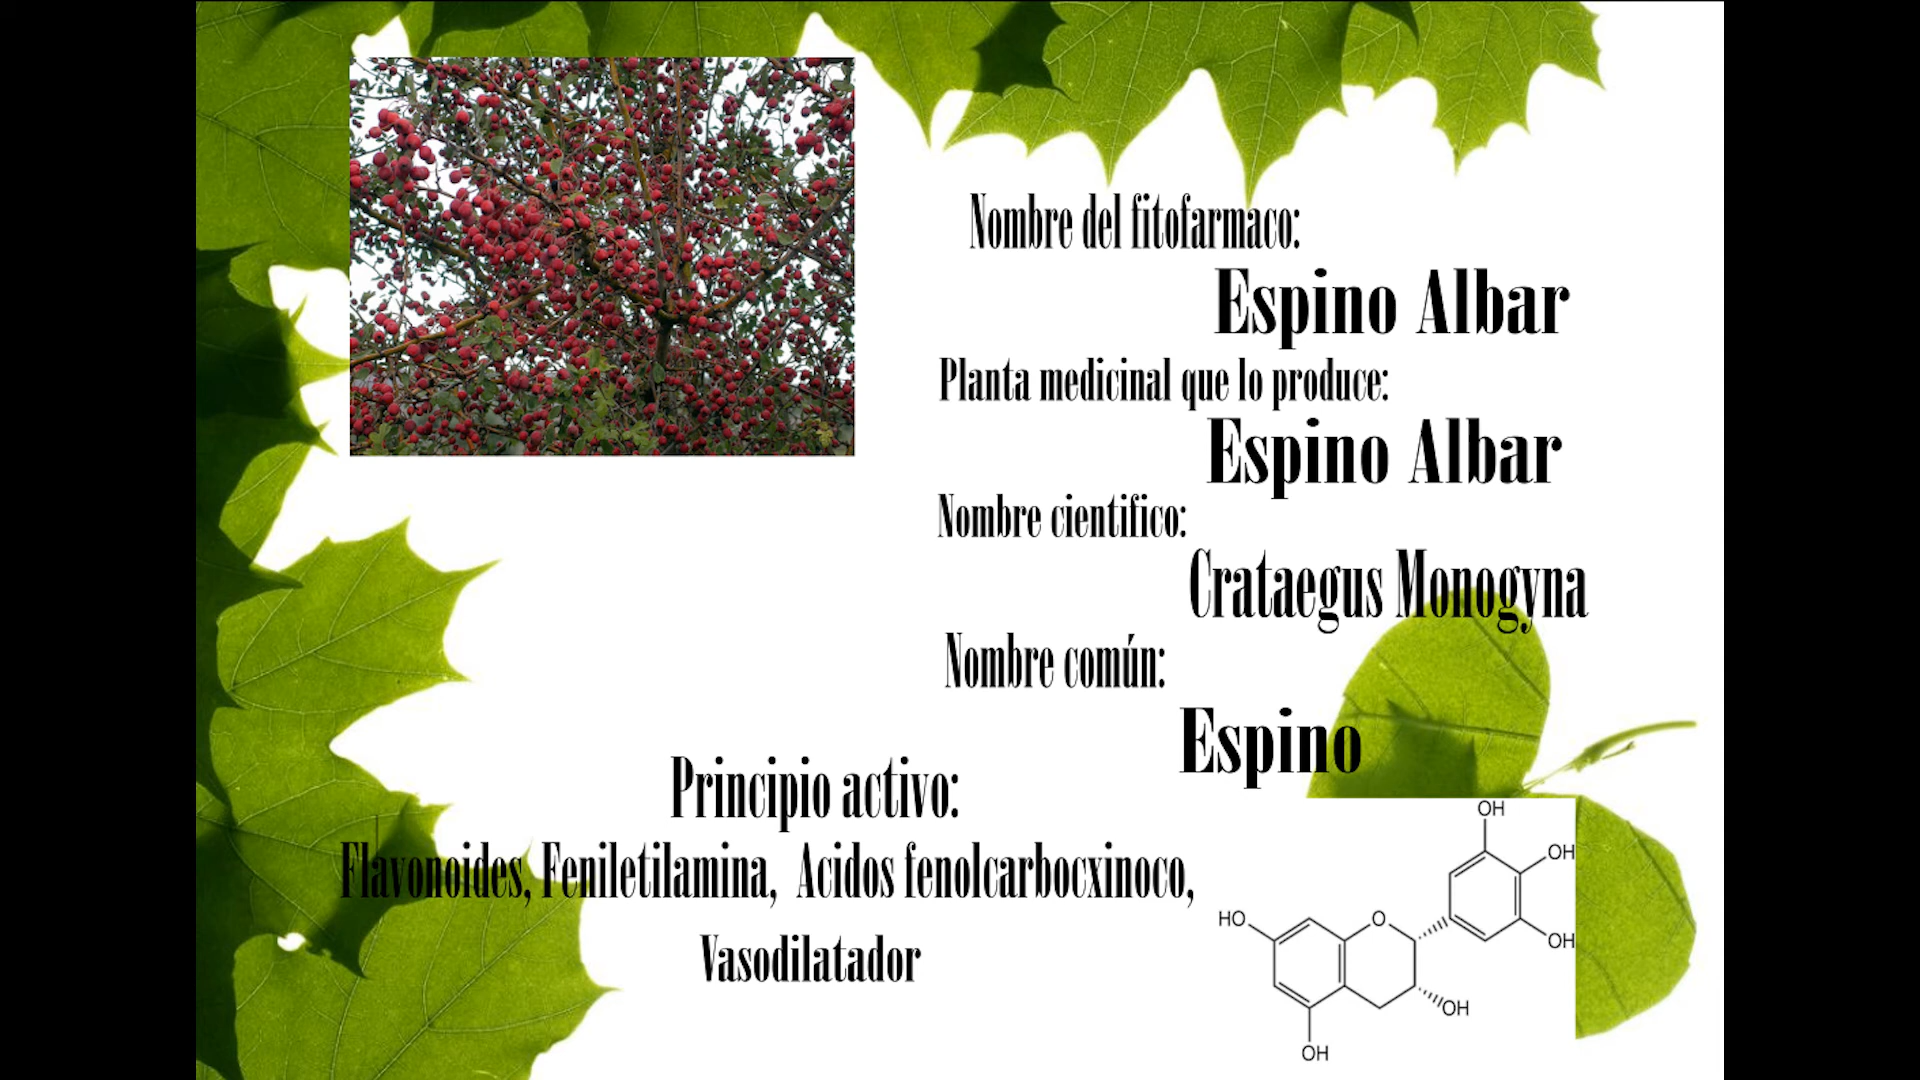 Nombre del fitofarmaco:
Espino Albar
Planta medicinal que lo produce:
Espino Albar
Nombre cientifico:
Crataegus Monogyna
Nombre común:
Espino
Principio activo:
Flavonoides, Feniletilamina, Acidos fenolcarbocxinoco,
Vasodilatador
OH
OH
HO
O
OH
OH
OH